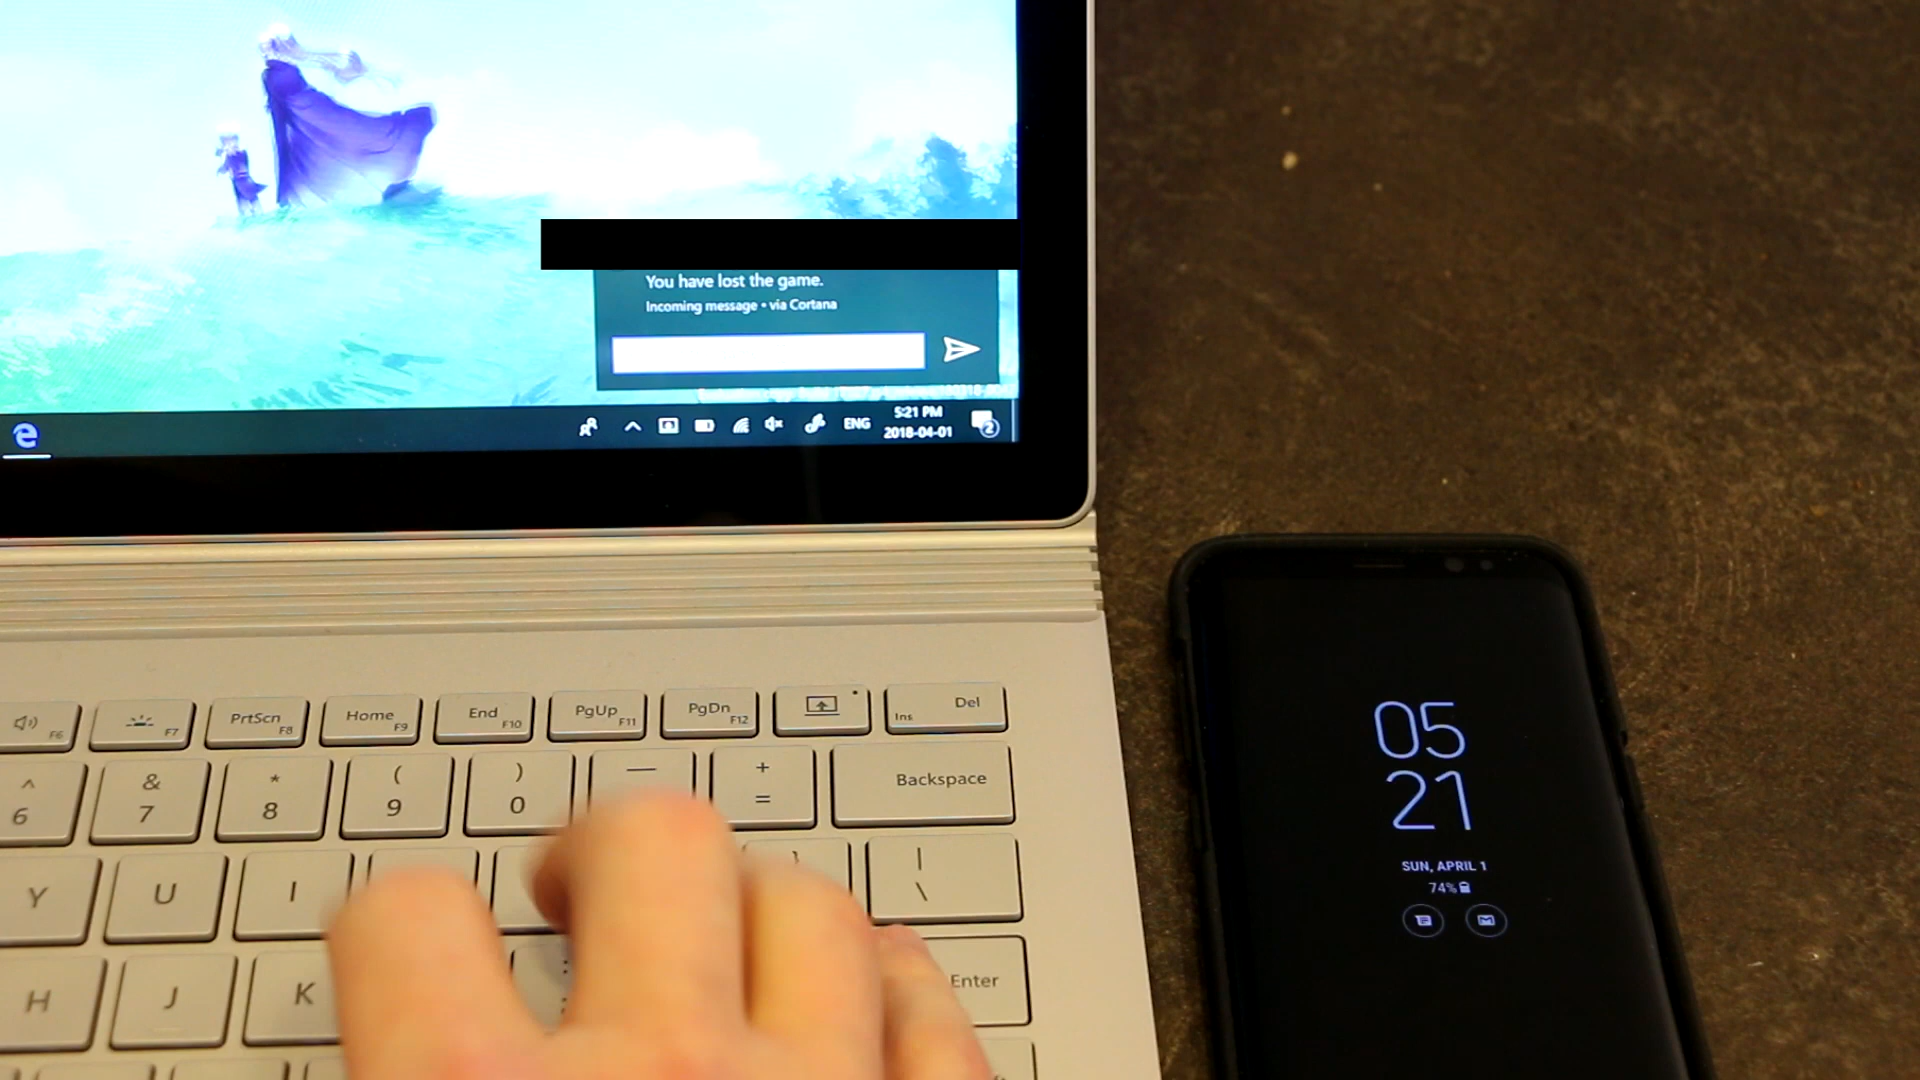 You have lost the game.
Incoming message • via Cortana
ENG
5:21 PM
2018-04-01
2
F6
F7
PrtScn F8
Home F9
End F10
PgUp F11
PgDn F12
Ins Del
^ 6
& 7
* 8
( 9
) 0
—
+ =
Backspace
Y
U
I
}
| \
H
J
K
:
;
Enter
05
21
SUN, APRIL 1
74%